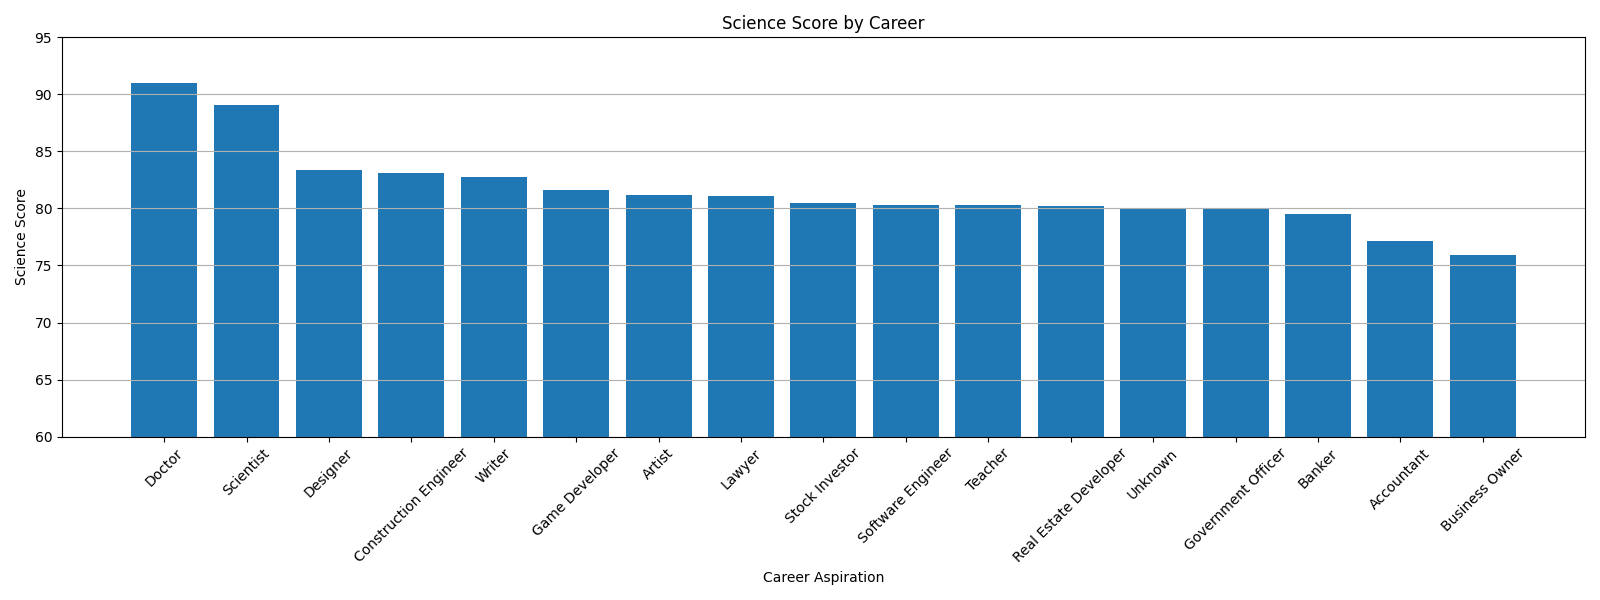 Science Score by Career
Science Score
95
90
85
80
75
70
65
60
Doctor
Scientist
Designer
Construction Engineer
Writer
Game Developer
Artist
Lawyer
Stock Investor
Software Engineer
Teacher
Real Estate Developer
Unknown
Government Officer
Banker
Accountant
Business Owner
Career Aspiration